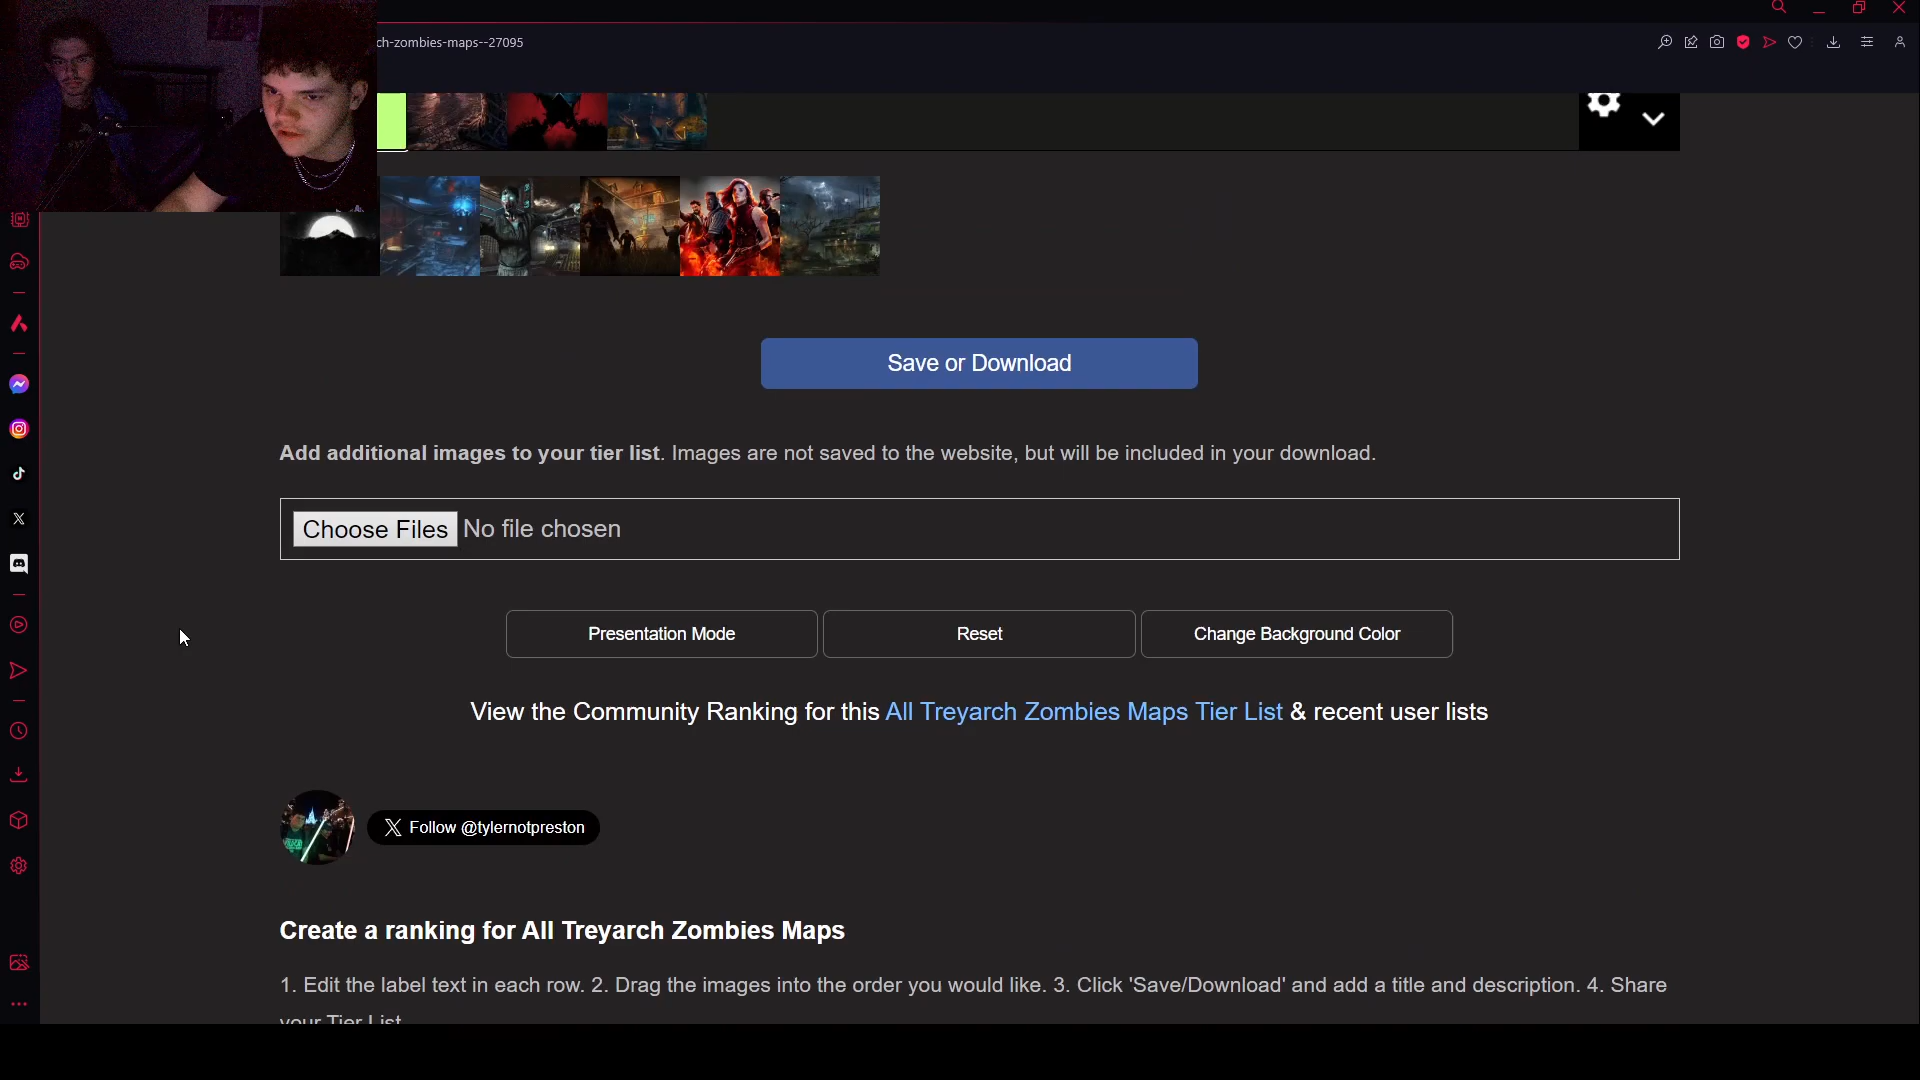 ch-zombies-maps--27095
Save or Download
Add additional images to your tier list. Images are not saved to the website, but will be included in your download.
Choose Files No file chosen
Presentation Mode
Reset
Change Background Color
View the Community Ranking for this All Treyarch Zombies Maps Tier List & recent user lists
Follow @tylernotpreston
Create a ranking for All Treyarch Zombies Maps
1. Edit the label text in each row. 2. Drag the images into the order you would like. 3. Click 'Save/Download' and add a title and description. 4. Share
your Tier List